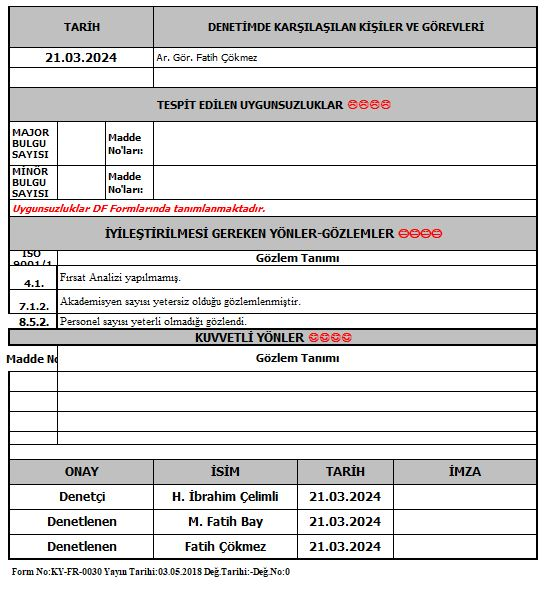 TARİH DENETİMDE KARŞILAŞILAN KİŞİLER VE GÖREVLERİ
21.03.2024 Ar. Gör. Fatih Çökmez
TESPİT EDİLEN UYGUNSUZLUKLAR ☹☹☹☹
MAJOR
BULGU
SAYISI
Madde
No'ları:
MİNÖR
BULGU
SAYISI
Madde
No'ları:
Uygunsuzluklar DF Formlarında tanımlanmaktadır.
İYİLEŞTİRİLMESİ GEREKEN YÖNLER-GÖZLEMLER 😐😐😐😐
ISO
9001/1
Gözlem Tanımı
4.1. Fırsat Analizi yapılmamış.
7.1.2. Akademisyen sayısı yetersiz olduğu gözlemlenmiştir.
8.5.2. Personel sayısı yeterli olmadığı gözlendi.
KUVVETLİ YÖNLER ☺☺☺☺
Madde No Gözlem Tanımı
ONAY İSİM TARİH İMZA
Denetçi H. İbrahim Çelimli 21.03.2024
Denetlenen M. Fatih Bay 21.03.2024
Denetlenen Fatih Çökmez 21.03.2024
Form No:KY-FR-0030 Yayın Tarihi:03.05.2018 Değ.Tarihi:-Değ.No:0